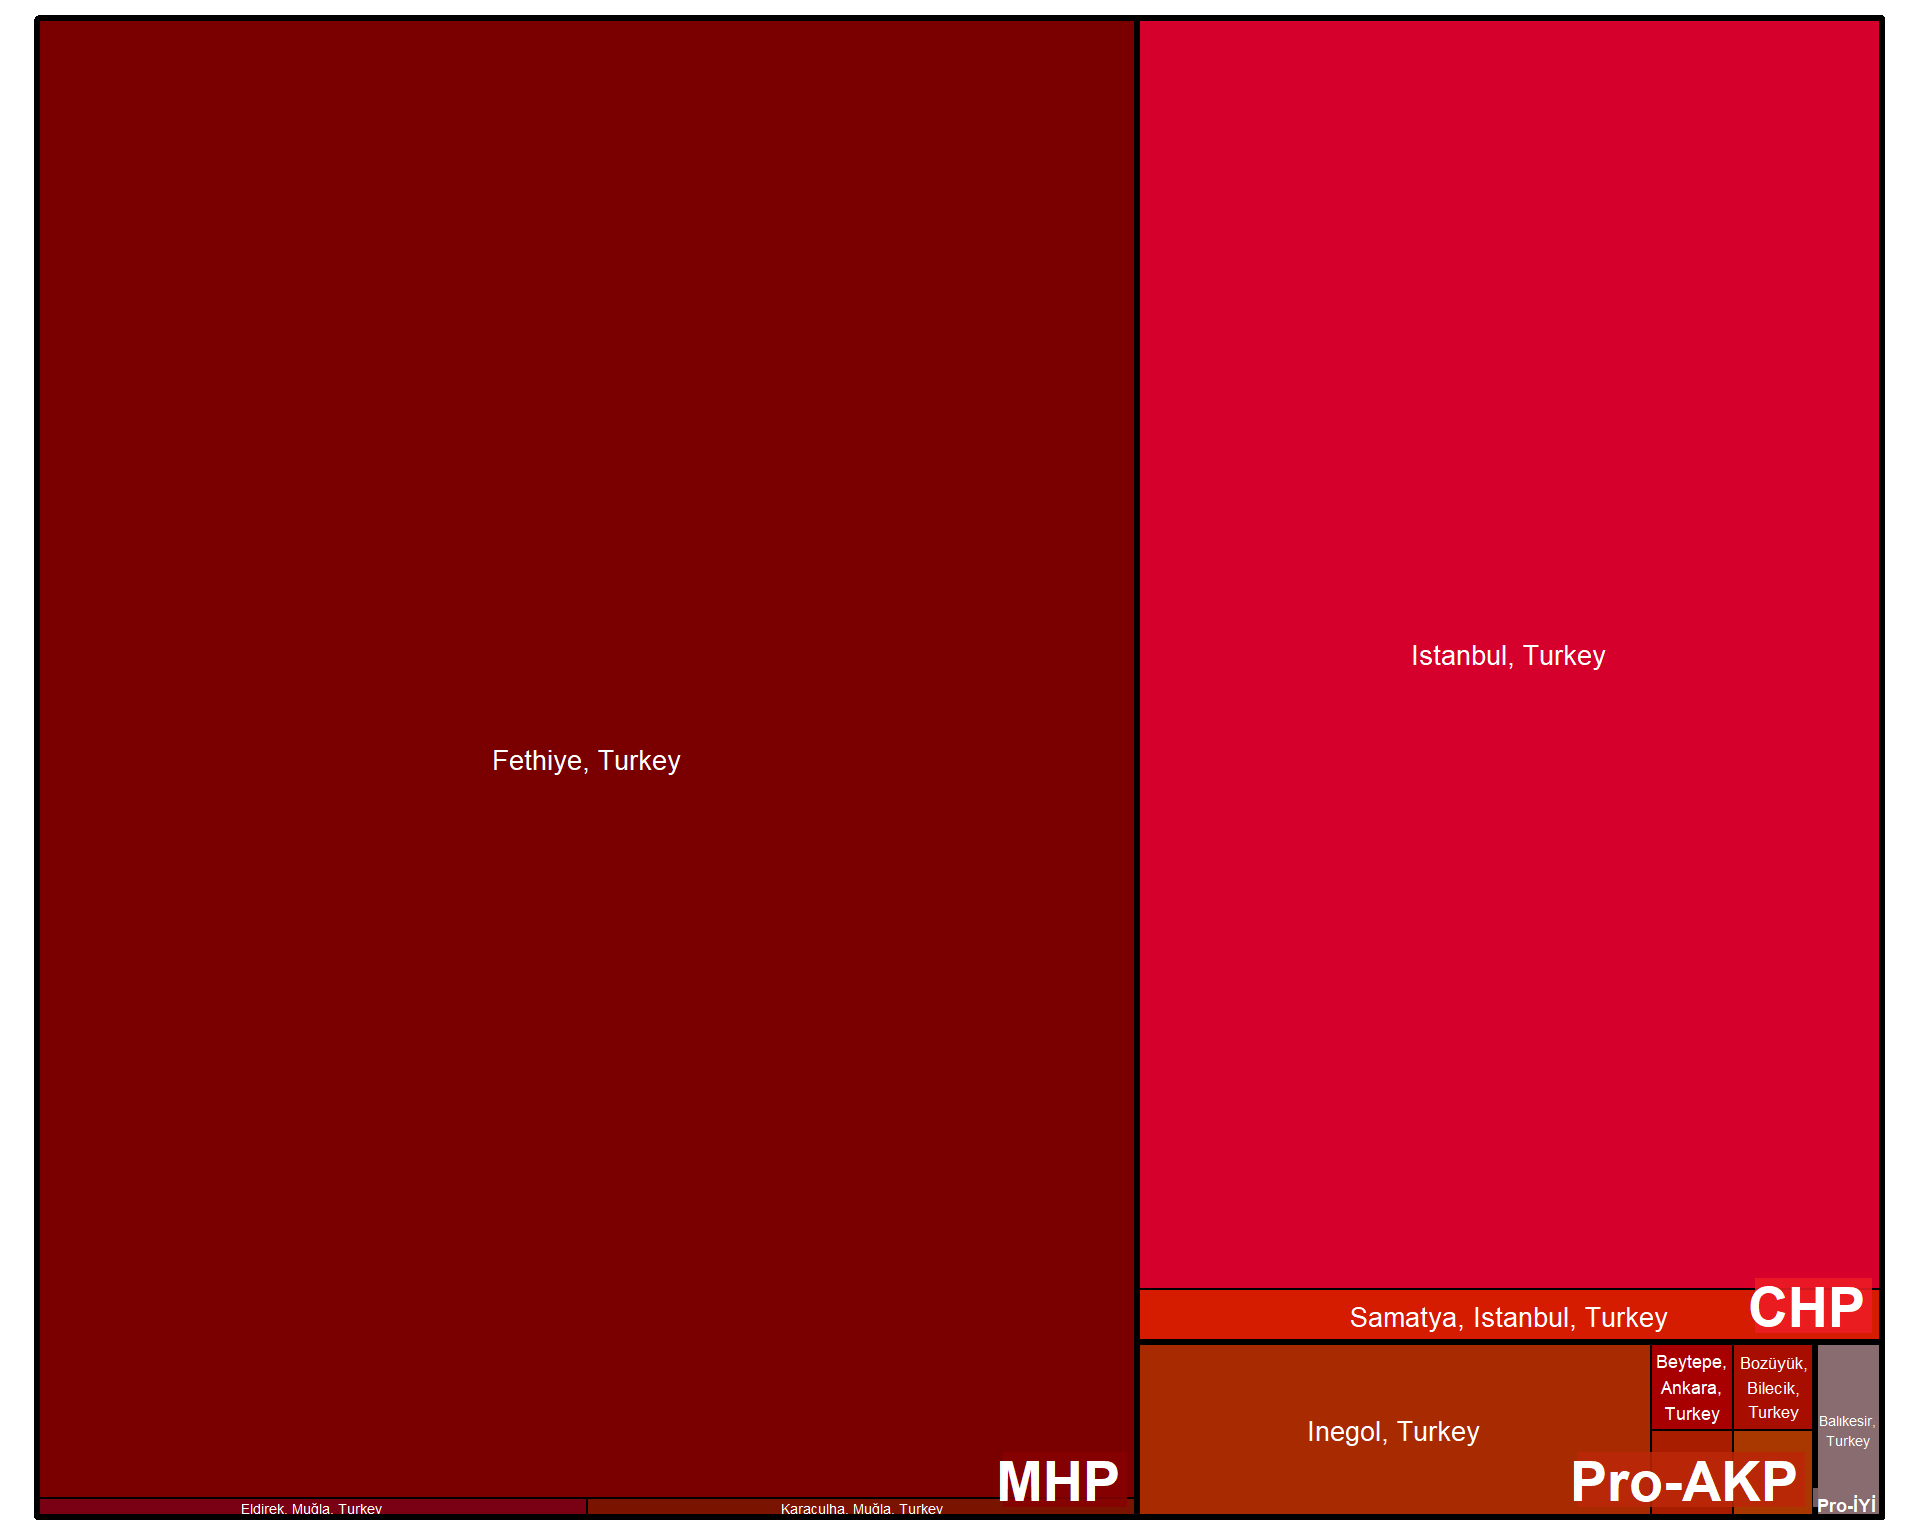 Fethiye, Turkey
Eldirek, Muğla, Turkey
Karaculha, Muğla, Turkey
MHP
Istanbul, Turkey
Samatya, Istanbul, Turkey
CHP
Inegol, Turkey
Beytepe,
Ankara,
Turkey
Bozüyük,
Bilecik,
Turkey
Pro-AKP
Balıkesir,
Turkey
Pro-İYİ